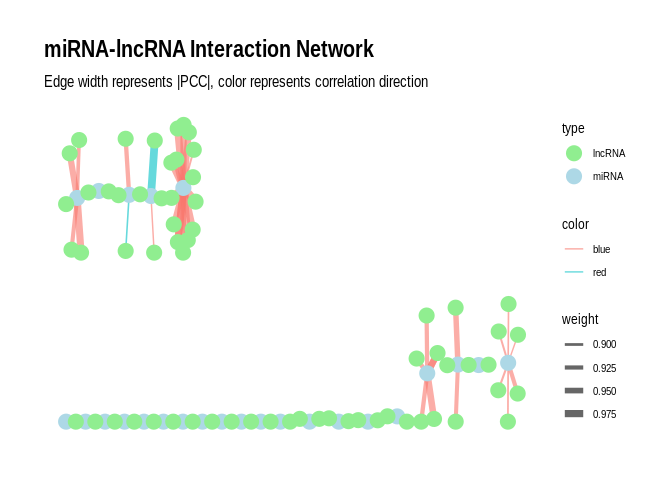 miRNA-lncRNA Interaction Network
Edge width represents |PCC|, color represents correlation direction
type
lncRNA
miRNA
color
blue
red
weight
0.900
0.925
0.950
0.975